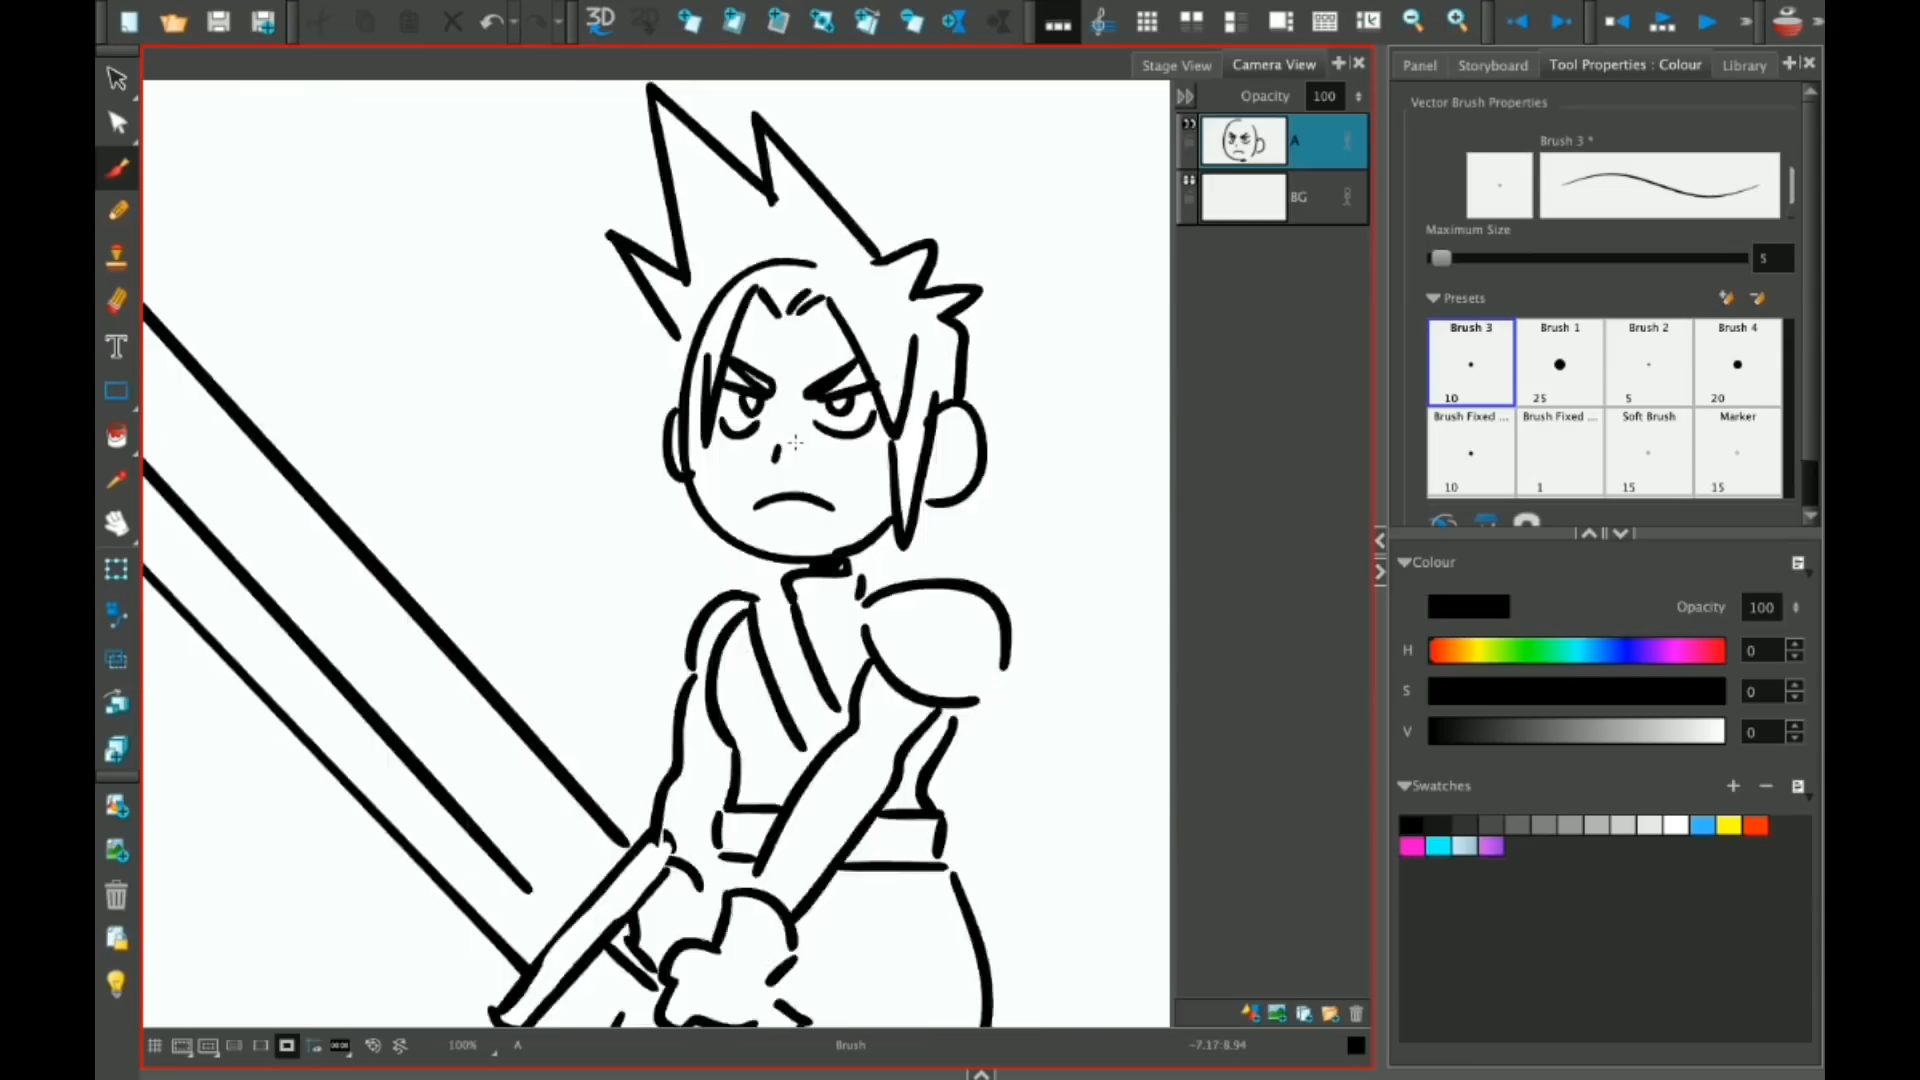 3D 2D
Stage View Camera View
Opacity 100
A
BG
Panel Storyboard Tool Properties : Colour Library
Vector Brush Properties
Brush 3 *
Maximum Size
5
Presets
Brush 3 Brush 1 Brush 2 Brush 4
10 25 5 20
Brush Fixed ... Brush Fixed ... Soft Brush Marker
10 1 15 15
Colour
Opacity 100
H 0
S 0
V 0
Swatches
T
100% A Brush -7.17:8.94